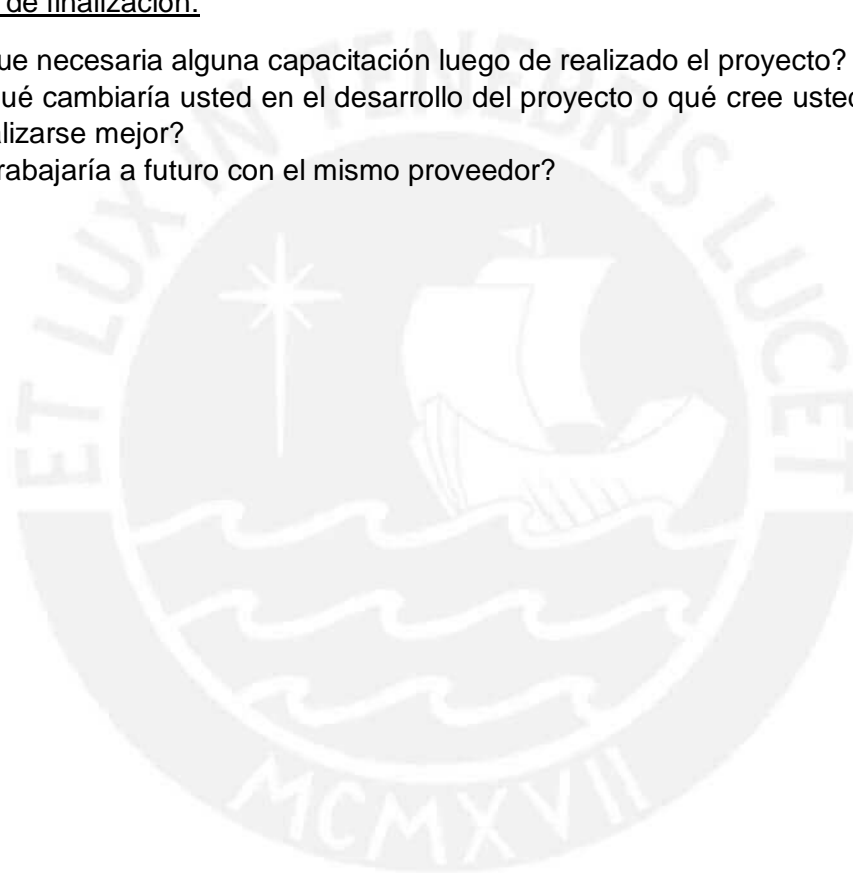 de finalización:
ue necesaria alguna capacitación luego de realizado el proyecto?
ué cambiaría usted en el desarrollo del proyecto o qué cree usted
alizarse mejor?
rabajaría a futuro con el mismo proveedor?
ET LUX IN TENEBRIS LUCET
MCMXVII